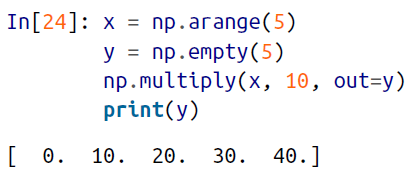 In[24]: x = np.arange(5)
y = np.empty(5)
np.multiply(x, 10, out=y)
print(y)
[  0.  10.  20.  30.  40.]